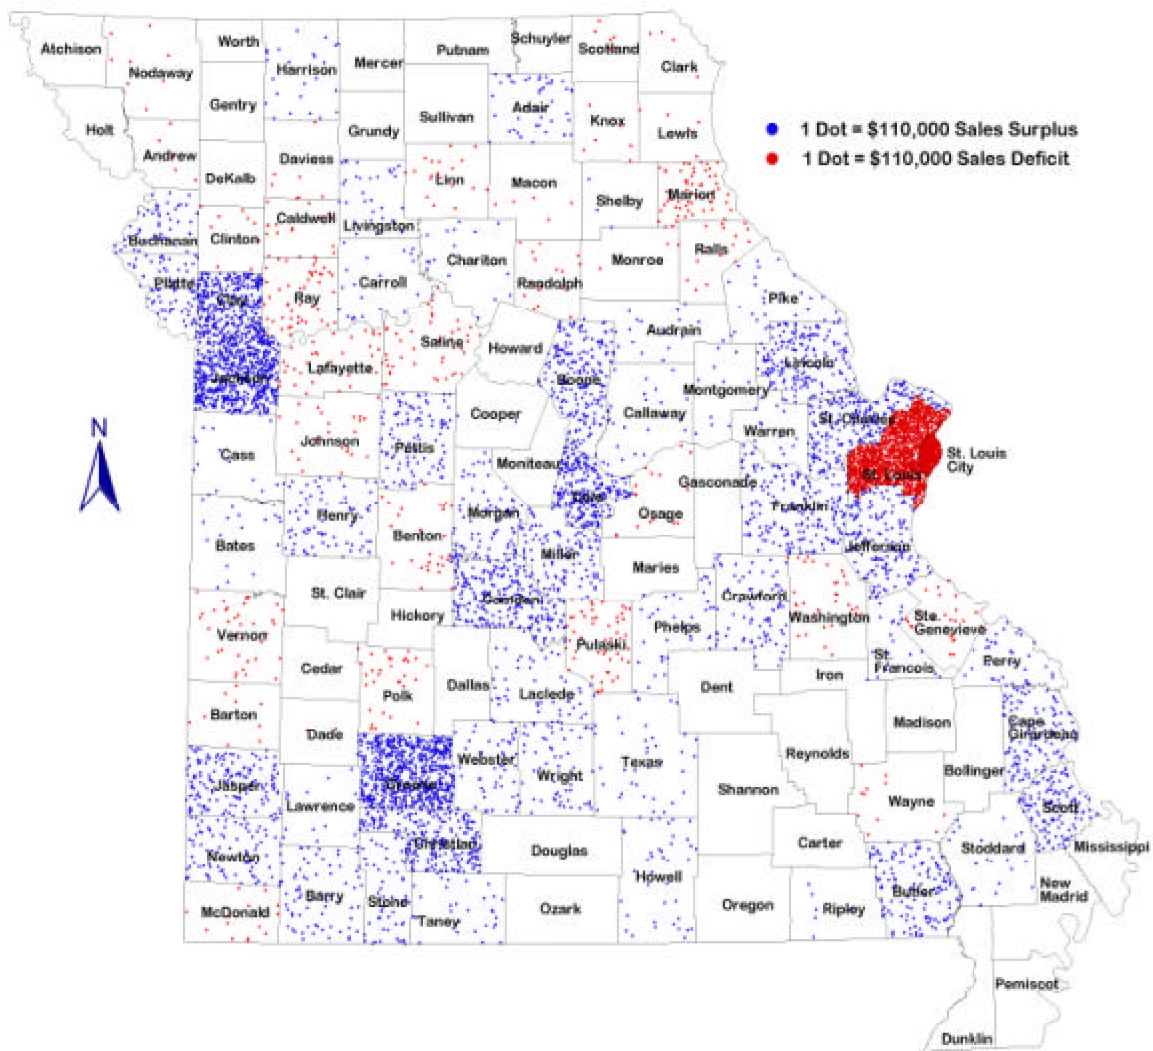 Atchison
Nodaway
Worth
Harrison
Mercer
Putnam
Schuyler
Scotland
Clark
Gentry
Holt
Sullivan
Adair
Knox
Lewis
Grundy
1 Dot = $110,000 Sales Surplus
1 Dot = $110,000 Sales Deficit
Andrew
DeKalb
Daviess
Linn
Macon
Shelby
Marion
Buchanan
Clinton
Caldwell
Livingston
Chariton
Randolph
Monroe
Ralls
Platte
Clay
Ray
Carroll
Pike
Audrain
Saline
Howard
Boone
Lincoln
Jackson
Lafayette
Montgomery
Callaway
Cooper
Warren
St. Charles
N
Cass
Johnson
Pettis
Moniteau
St. Louis
City
St. Louis
Gasconade
Cole
Osage
Franklin
Henry
Morgan
Benton
Bates
Miller
Jefferson
Maries
St. Clair
Camden
Crawford
Hickory
Washington
Ste.
Genevieve
Vernon
Pulaski
Phelps
St.
Francois
Perry
Cedar
Polk
Dallas
Laclede
Dent
Iron
Barton
Dade
Madison
Cape
Girardeau
Reynolds
Webster
Wright
Texas
Bollinger
Jasper
Greene
Shannon
Lawrence
Wayne
Scott
Christian
Douglas
Carter
Stoddard
Mississippi
Newton
Howell
New
Madrid
Butler
Barry
Stone
Taney
Ozark
Oregon
Ripley
McDonald
Pemiscot
Dunklin